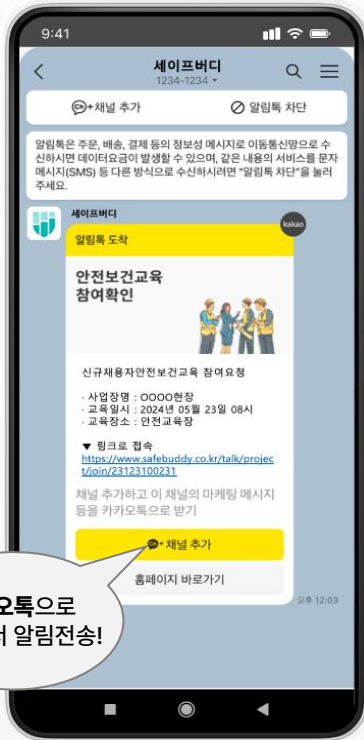 9:41
세이프버디
1234-1234
ch+채널 추가
알림톡 차단
알림톡은 주문, 배송, 결제 등의 정보성 메시지로 이동통신망으로 수
신하시면 데이터요금이 발생할 수 있으며, 같은 내용의 서비스를 문자
메시지(SMS) 등 다른 방식으로 수신하시려면 "알림톡 차단"을 눌러
주세요.
세이프버디
kakao
알림톡 도착
안전보건교육
참여확인
신규채용자안전보건교육 참여요청
· 사업장명 : OOOO현장
· 교육일시 : 2024년 05월 23일 08시
· 교육장소 : 안전교육장
▼ 링크로 접속
https://www.safebuddy.co.kr/talk/projec
t/join/23123100231
채널 추가하고 이 채널의 마케팅 메시지
등을 카카오톡으로 받기
ch+ 채널 추가
홈페이지 바로가기
오후 12:03
오톡으로
알림전송!